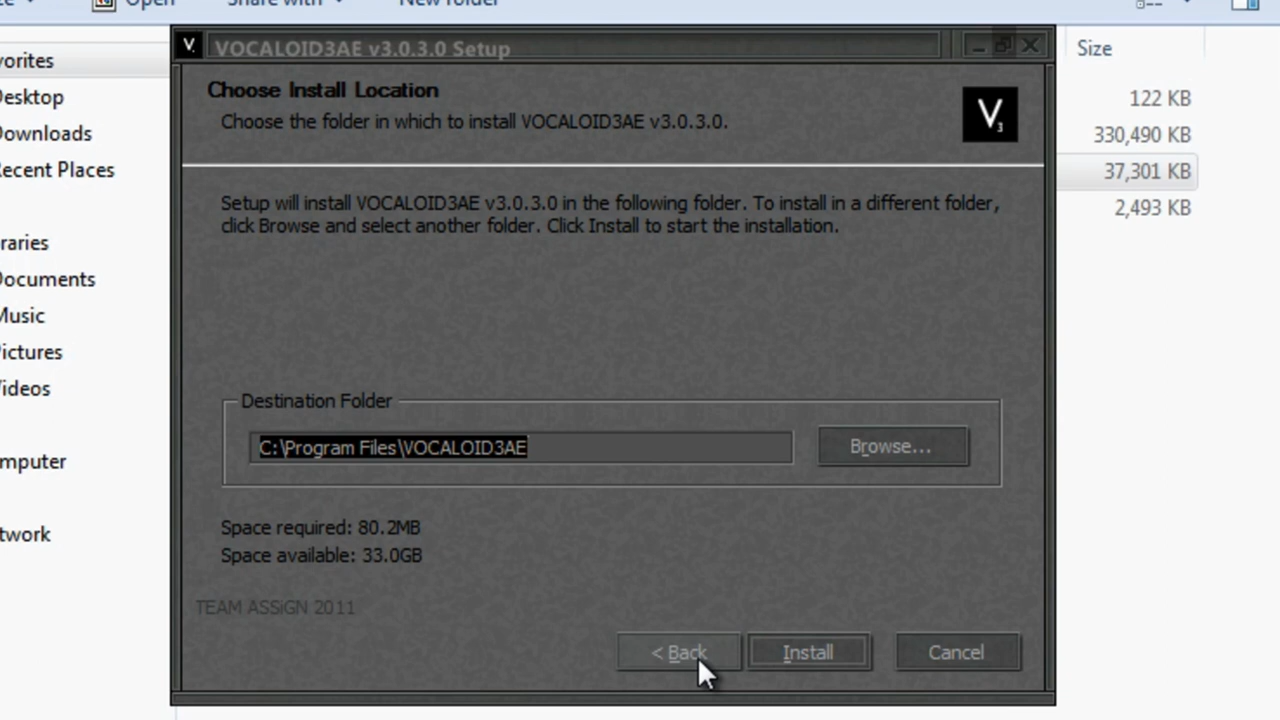 Open
Share with
New folder
VOCALOID3AE v3.0.3.0 Setup
Choose Install Location
Choose the folder in which to install VOCALOID3AE v3.0.3.0.
V3
Setup will install VOCALOID3AE v3.0.3.0 in the following folder. To install in a different folder,
click Browse and select another folder. Click Install to start the installation.
Destination Folder
C:\Program Files\VOCALOID3AE
Browse...
Space required: 80.2MB
Space available: 33.0GB
TEAM ASSiGN 2011
< Back
Install
Cancel
vorites
Desktop
Downloads
Recent Places
raries
Documents
Music
Pictures
Videos
mputer
twork
Size
122 KB
330,490 KB
37,301 KB
2,493 KB